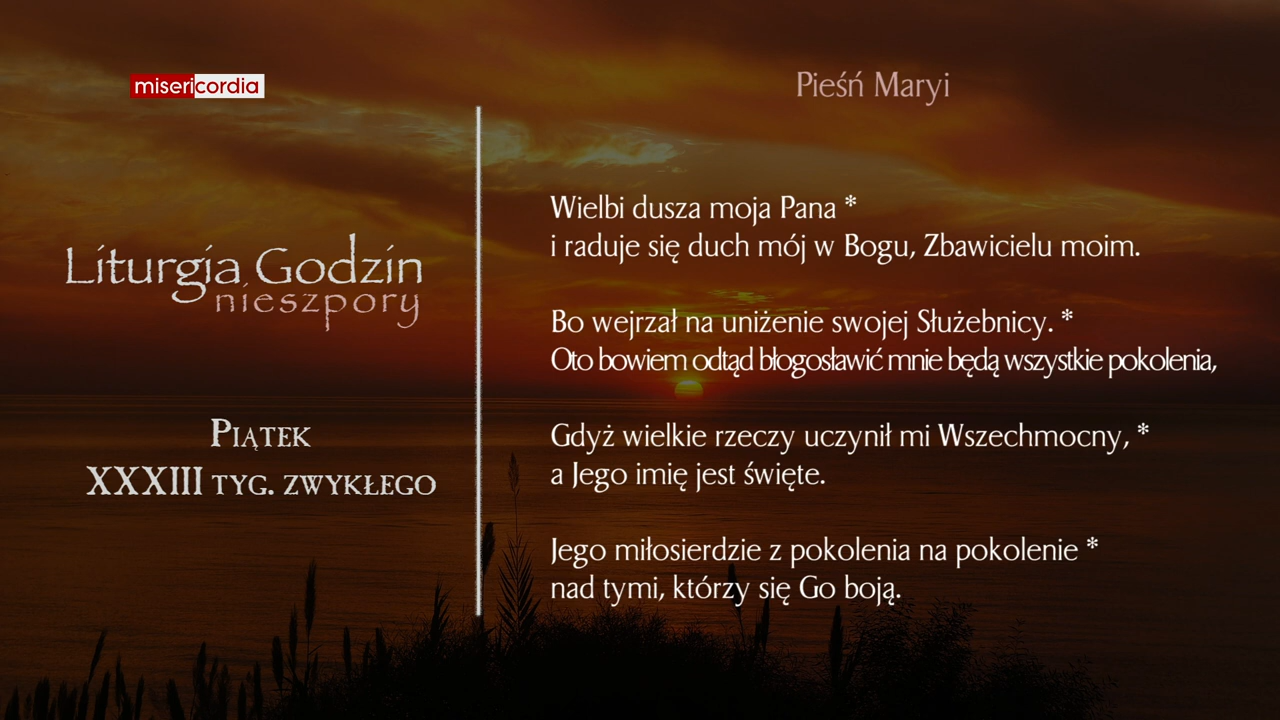 misericordia
Liturgia Godzin
nieszpory
Piątek
XXXIII tyg. zwykłego
Pieśń Maryi
Wielbi dusza moja Pana *
i raduje się duch mój w Bogu, Zbawicielu moim.
Bo wejrzał na uniżenie swojej Służebnicy. *
Oto bowiem odtąd błogosławić mnie będą wszystkie pokolenia,
Gdyż wielkie rzeczy uczynił mi Wszechmocny, *
a Jego imię jest święte.
Jego miłosierdzie z pokolenia na pokolenie *
nad tymi, którzy się Go boją.